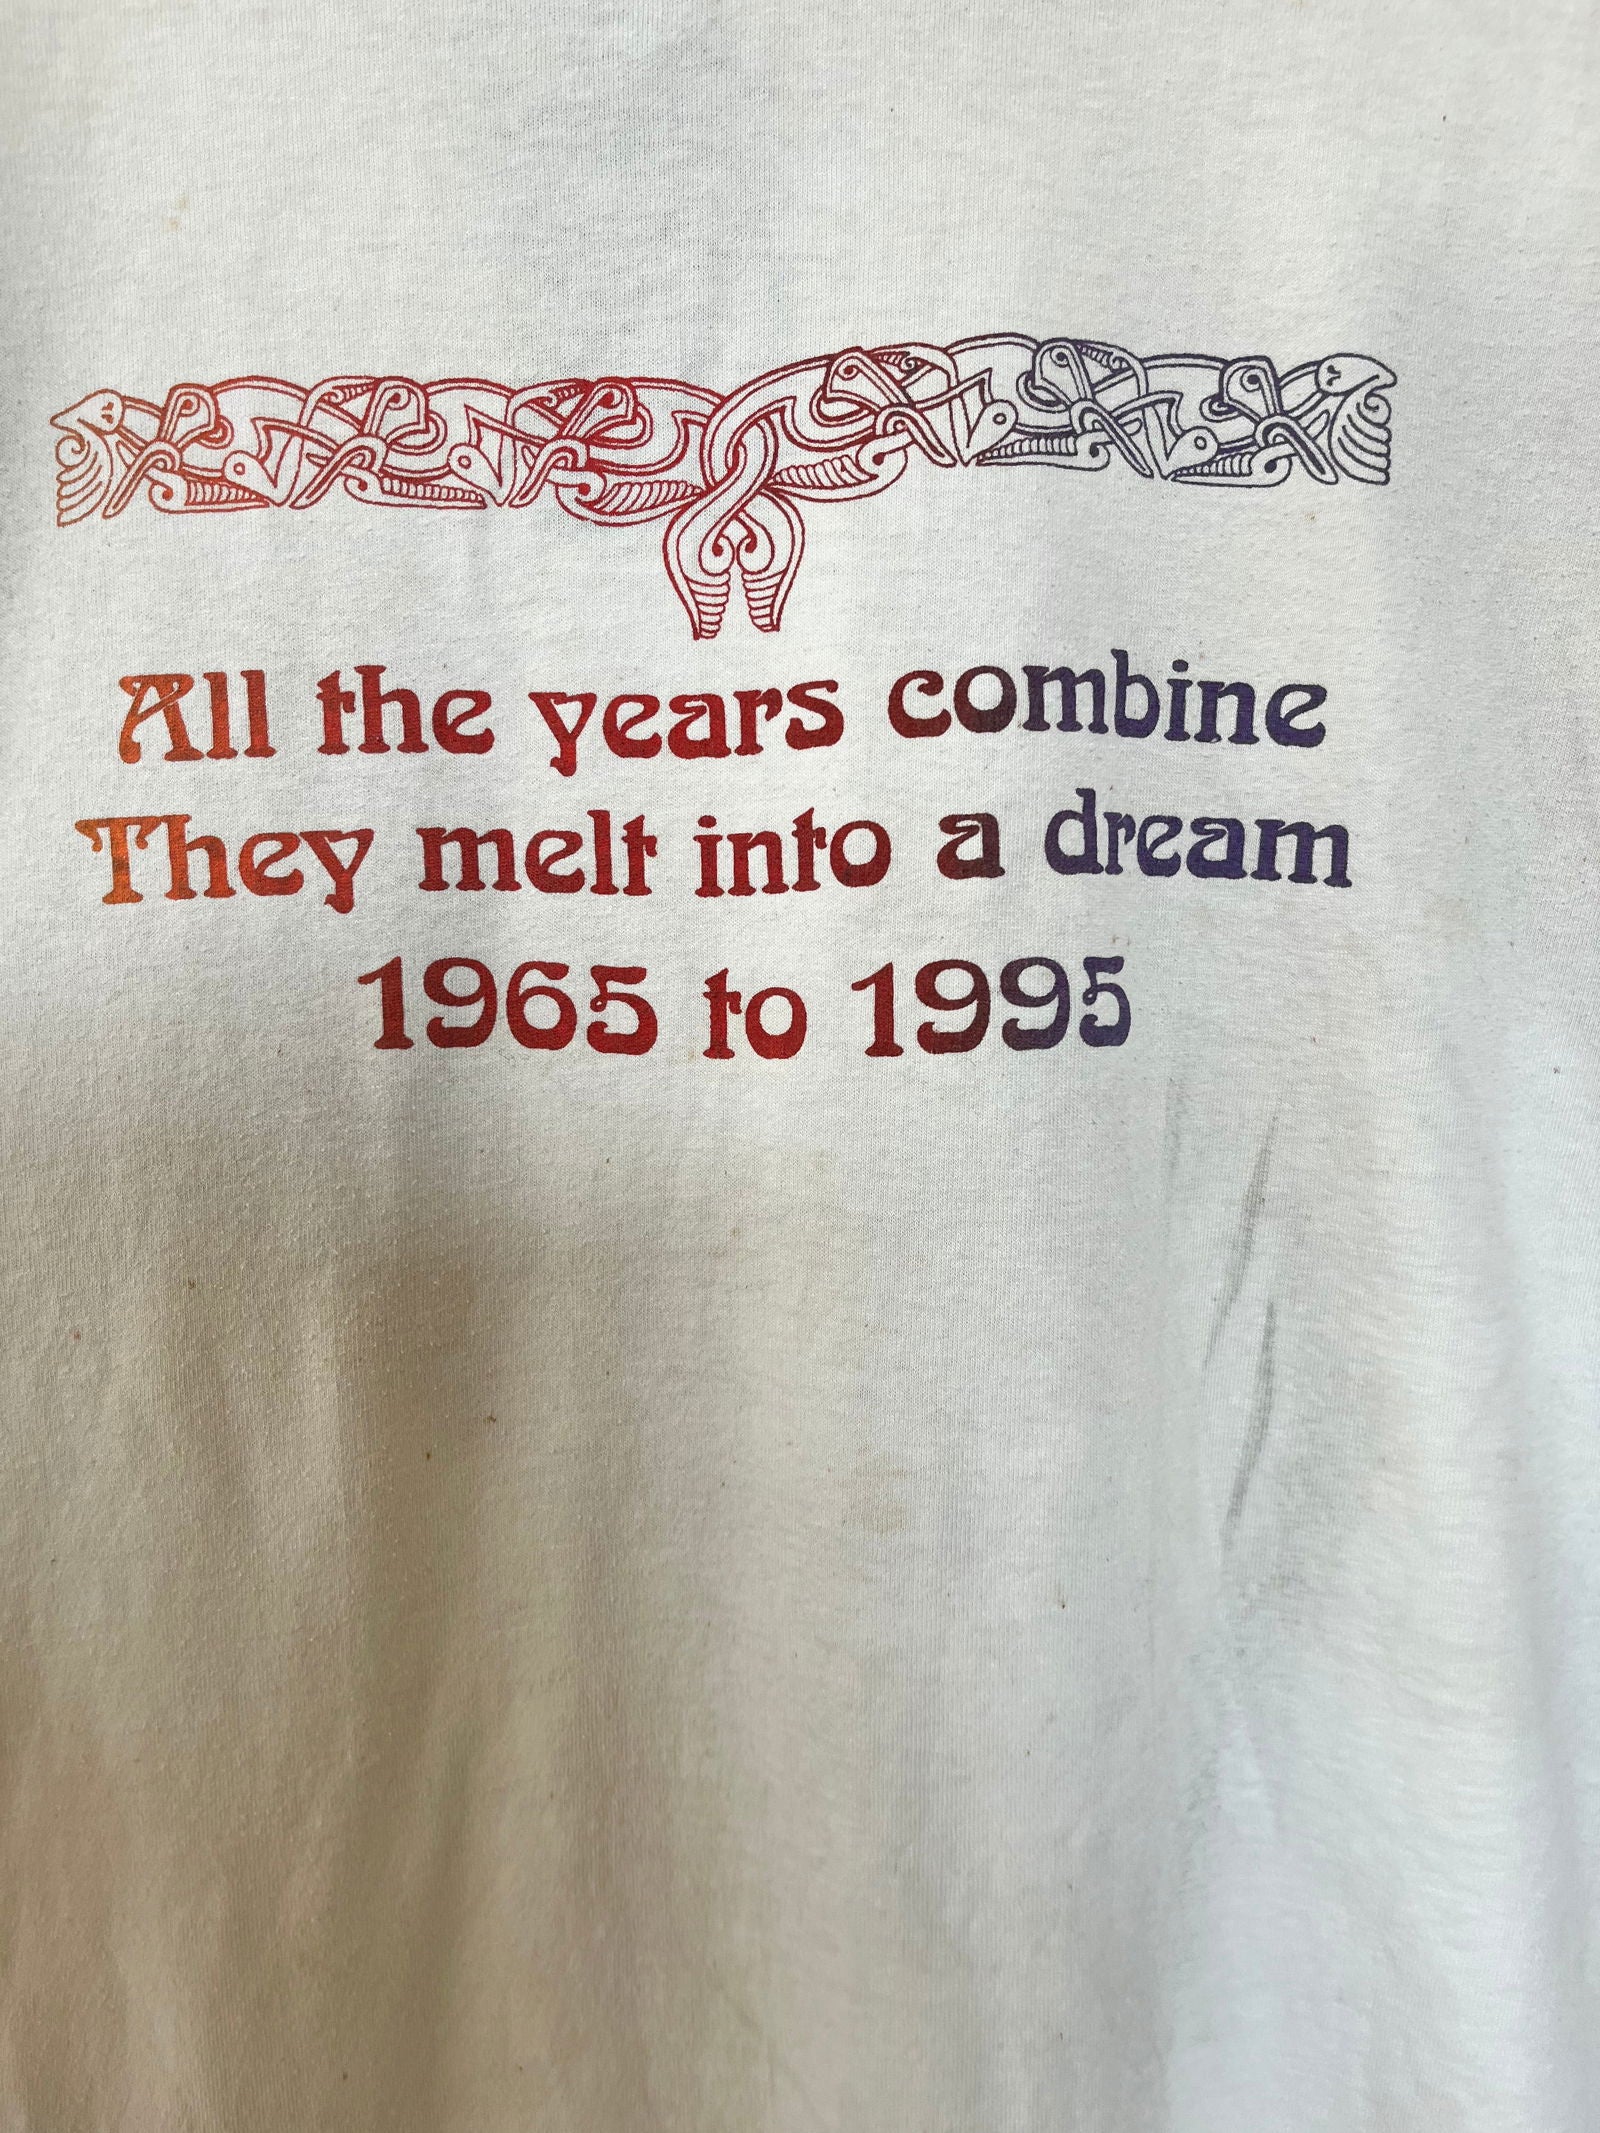 All the years combine
They melt into a dream
1965 to 1995